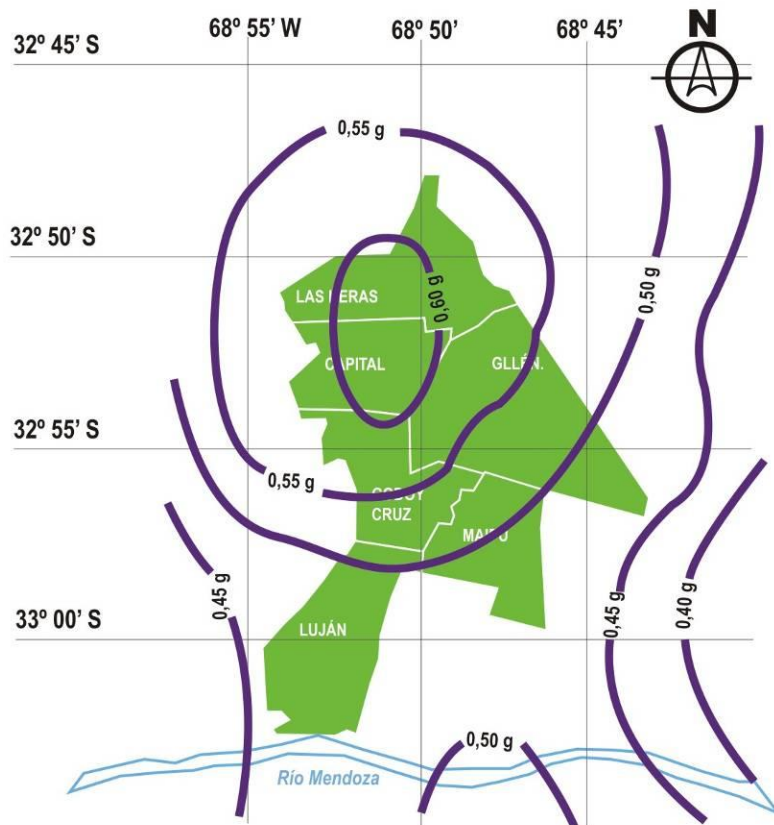 68º 55’ W
68º 50’
68º 45’
N
32º 45’ S
0,55 g
32º 50’ S
0,60 g
0,50 g
LAS HERAS
CAPITAL
GLLÉN.
32º 55’ S
0,55 g
GODOY
CRUZ
MAIPÚ
0,45 g
0,45 g
0,40 g
33º 00’ S
LUJÁN
0,50 g
Río Mendoza